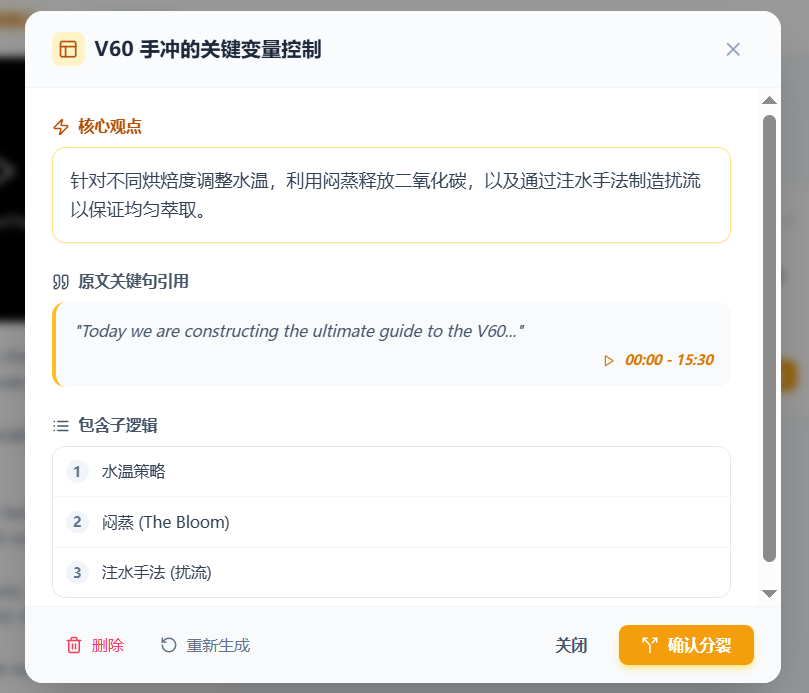 V60 手冲的关键变量控制
核心观点
针对不同烘焙度调整水温，利用闷蒸释放二氧化碳，以及通过注水手法制造扰流
以保证均匀萃取。
原文关键句引用
"Today we are constructing the ultimate guide to the V60..."
00:00 - 15:30
包含子逻辑
1 水温策略
2 闷蒸 (The Bloom)
3 注水手法 (扰流)
删除 重新生成 关闭 确认分裂